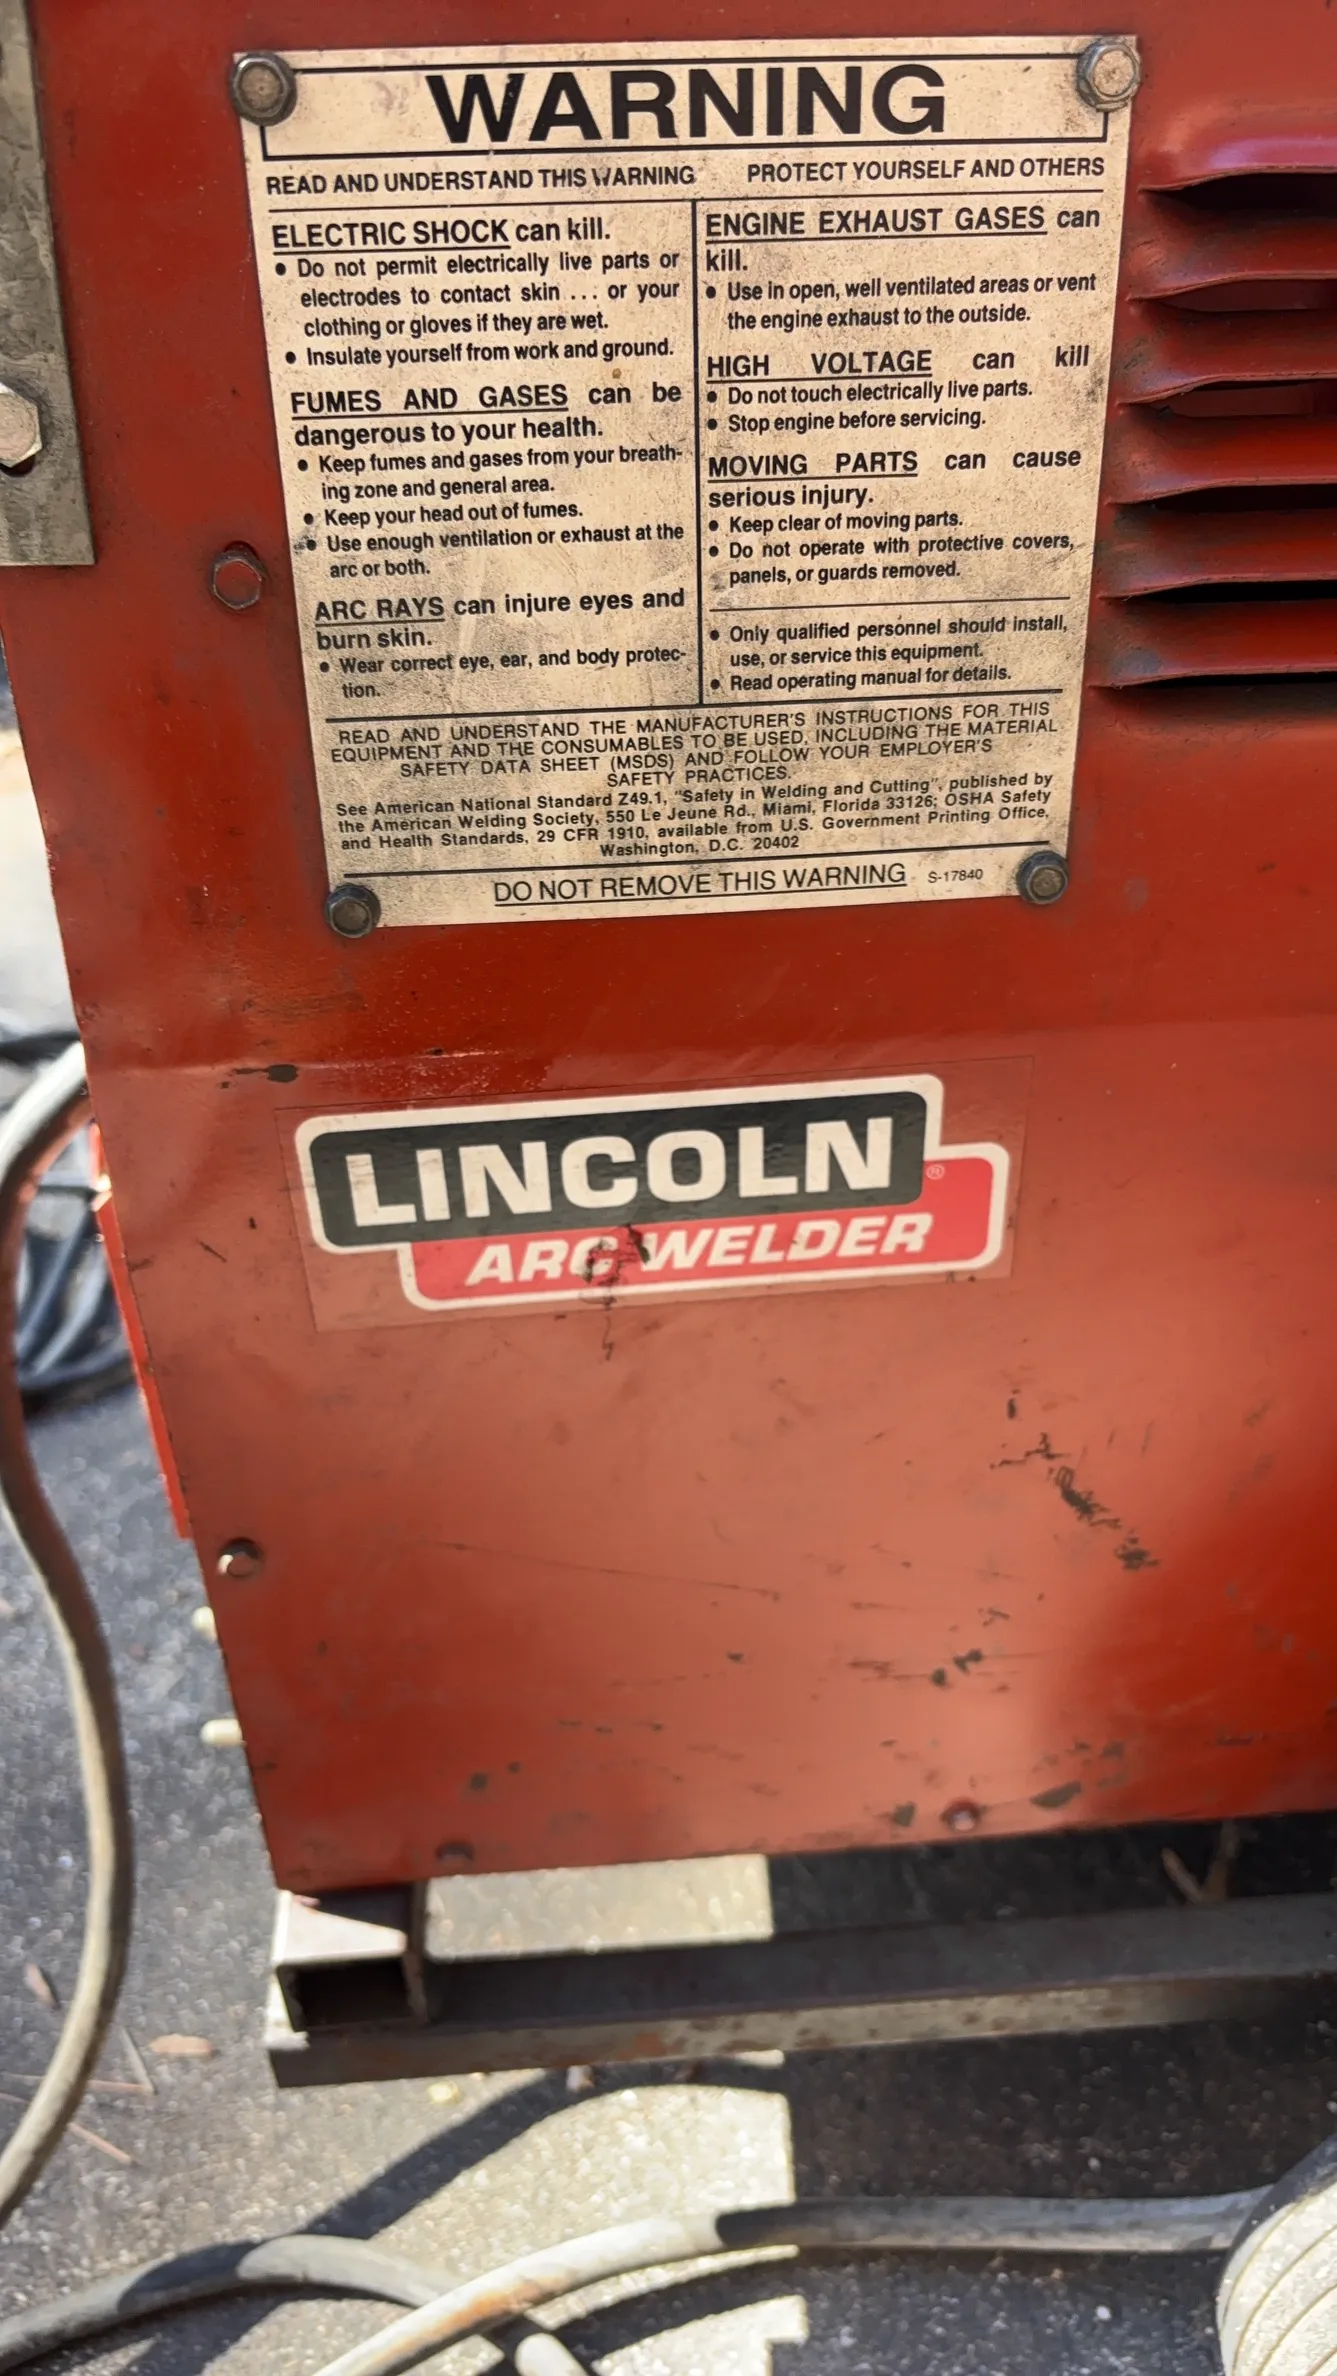 WARNING
READ AND UNDERSTAND THIS WARNING PROTECT YOURSELF AND OTHERS
ELECTRIC SHOCK can kill.
• Do not permit electrically live parts or
electrodes to contact skin ... or your
clothing or gloves if they are wet.
• Insulate yourself from work and ground.
FUMES AND GASES can be
dangerous to your health.
• Keep fumes and gases from your breath-
ing zone and general area.
• Keep your head out of fumes.
• Use enough ventilation or exhaust at the
arc or both.
ARC RAYS can injure eyes and
burn skin.
• Wear correct eye, ear, and body protec-
tion.
ENGINE EXHAUST GASES can
kill.
• Use in open, well ventilated areas or vent
the engine exhaust to the outside.
HIGH VOLTAGE can kill
• Do not touch electrically live parts.
• Stop engine before servicing.
MOVING PARTS can cause
serious injury.
• Keep clear of moving parts.
• Do not operate with protective covers,
panels, or guards removed.
• Only qualified personnel should install,
use, or service this equipment.
• Read operating manual for details.
READ AND UNDERSTAND THE MANUFACTURER'S INSTRUCTIONS FOR THIS
EQUIPMENT AND THE CONSUMABLES TO BE USED, INCLUDING THE MATERIAL
SAFETY DATA SHEET (MSDS) AND FOLLOW YOUR EMPLOYER'S
SAFETY PRACTICES.
See American National Standard Z49.1, "Safety in Welding and Cutting", published by
the American Welding Society, 550 Le Jeune Rd., Miami, Florida 33126; OSHA Safety
and Health Standards, 29 CFR 1910, available from U.S. Government Printing Office,
Washington, D.C. 20402
DO NOT REMOVE THIS WARNING S-17840
LINCOLN ®
ARC WELDER